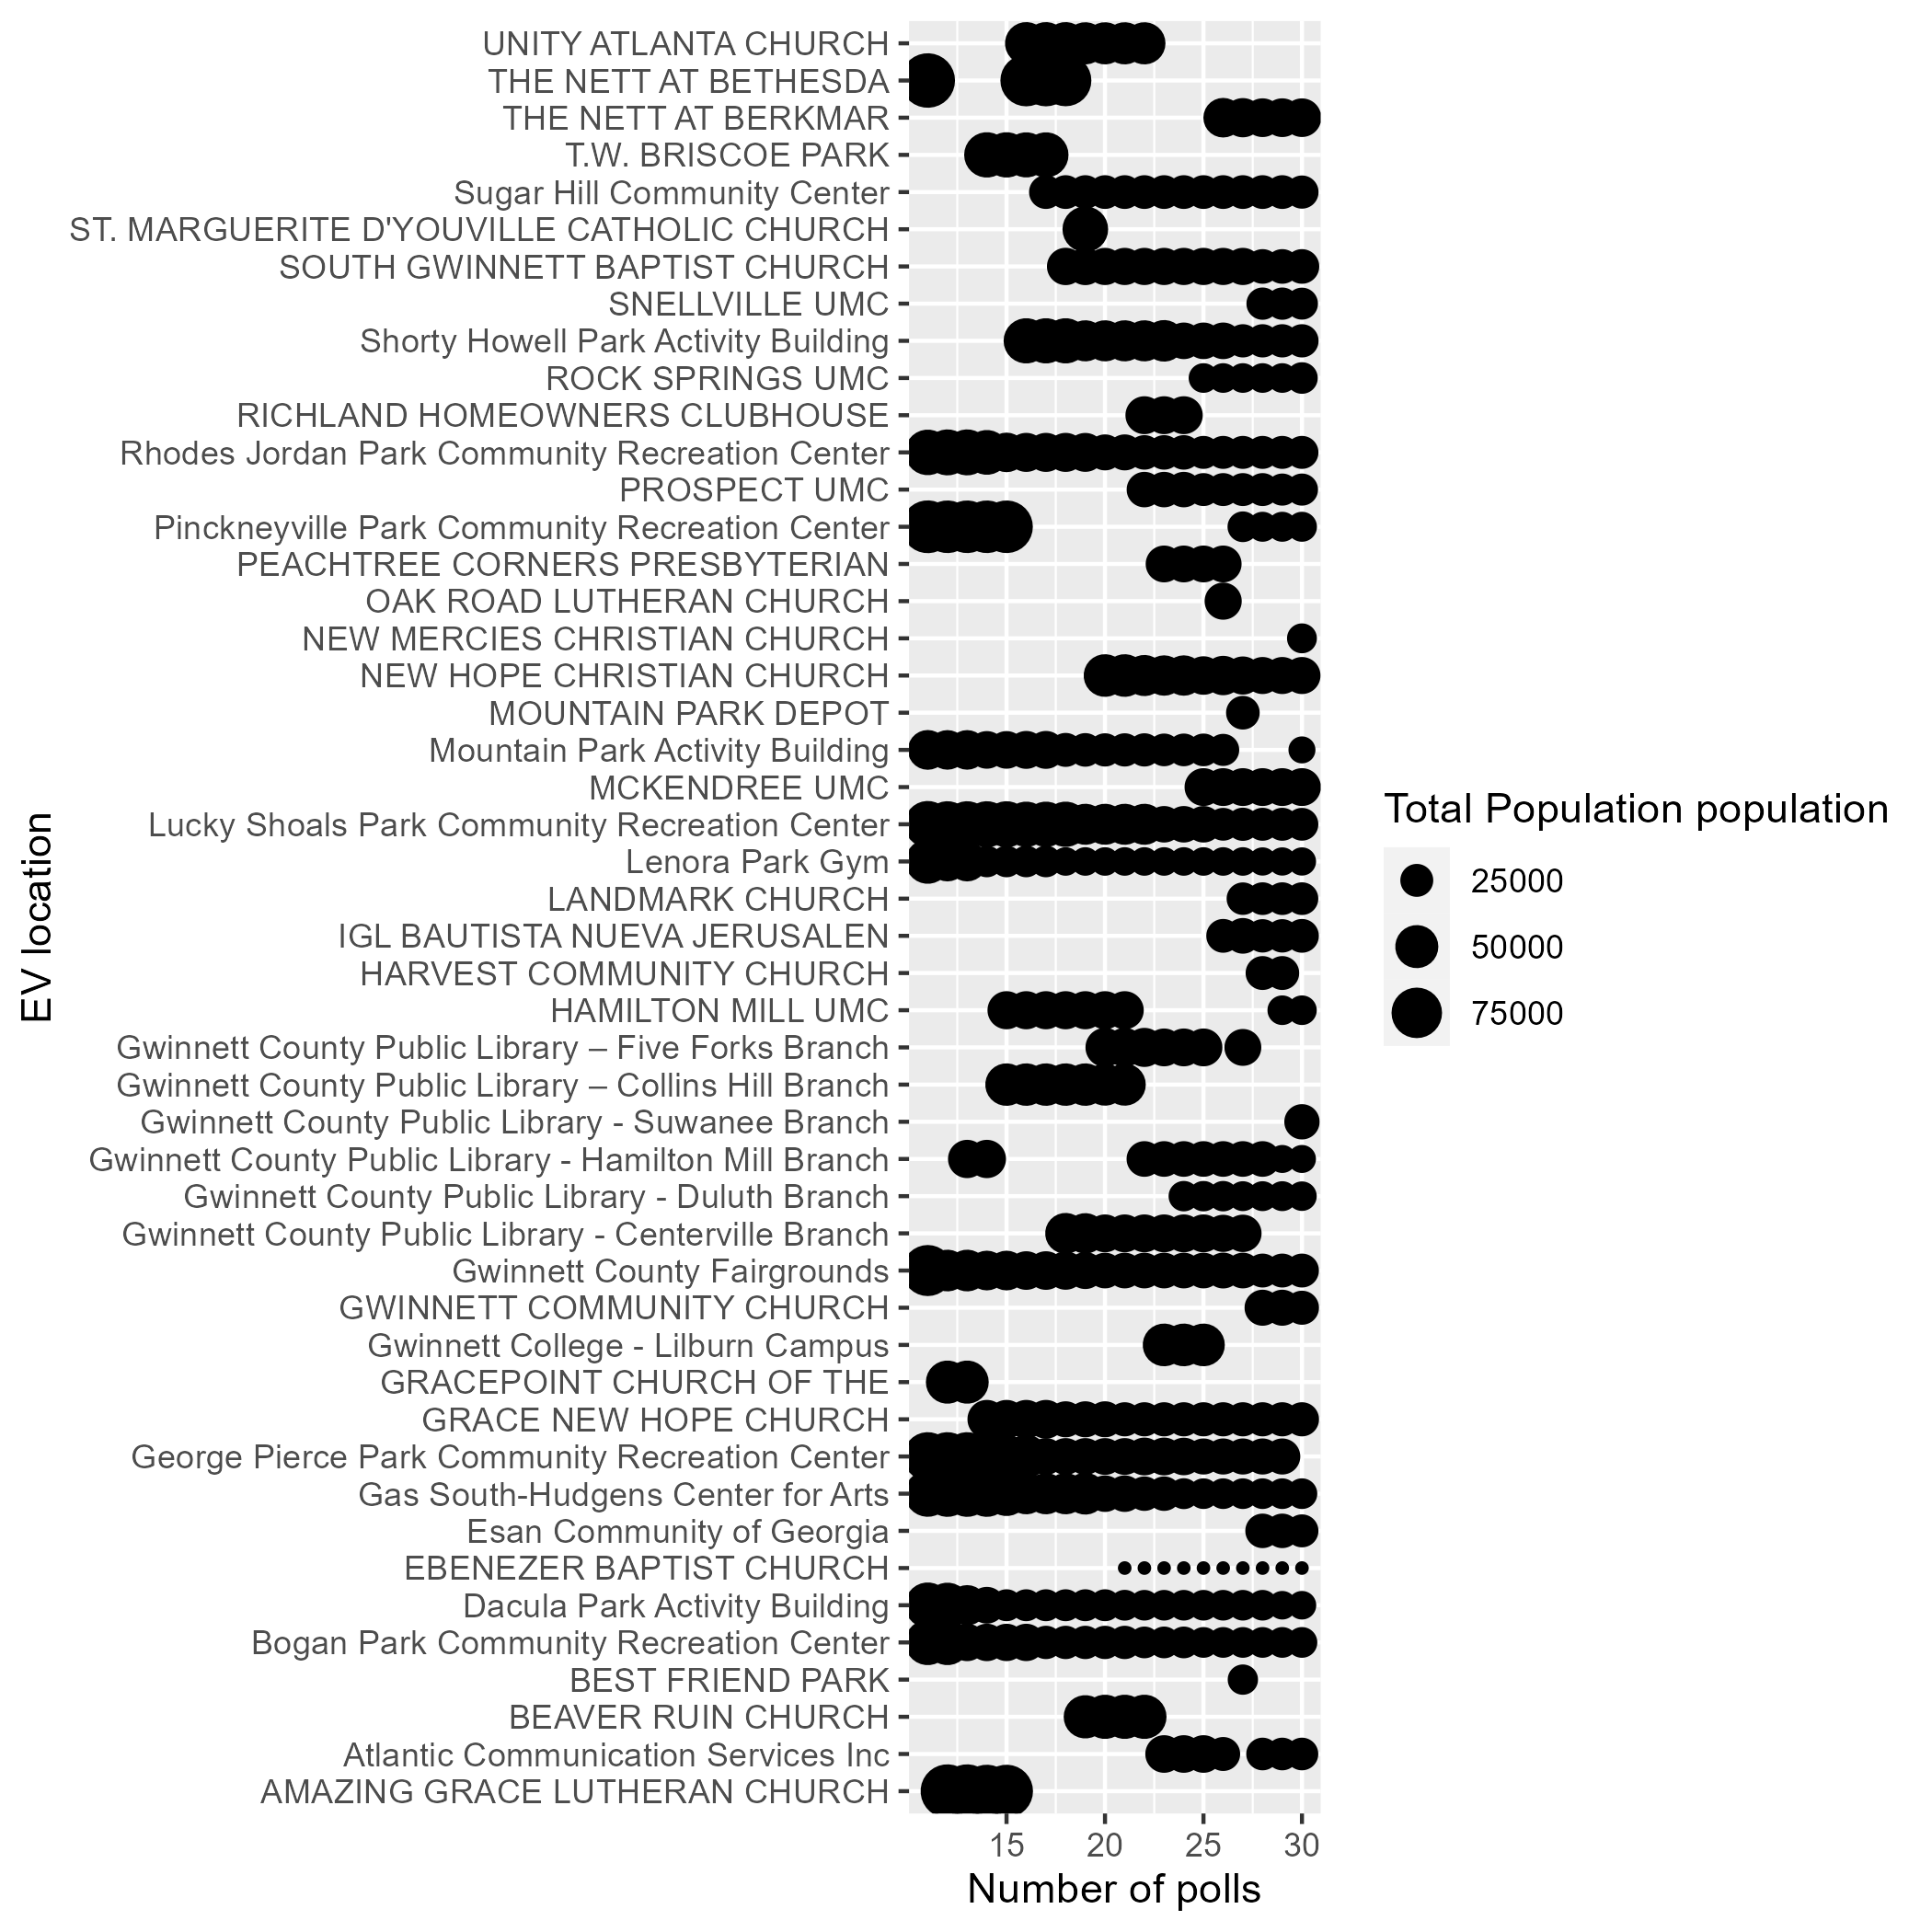 UNITY ATLANTA CHURCH
THE NETT AT BETHESDA
THE NETT AT BERKMAR
T.W. BRISCOE PARK
Sugar Hill Community Center
ST. MARGUERITE D'YOUVILLE CATHOLIC CHURCH
SOUTH GWINNETT BAPTIST CHURCH
SNELLVILLE UMC
Shorty Howell Park Activity Building
ROCK SPRINGS UMC
RICHLAND HOMEOWNERS CLUBHOUSE
Rhodes Jordan Park Community Recreation Center
PROSPECT UMC
Pinckneyville Park Community Recreation Center
PEACHTREE CORNERS PRESBYTERIAN
OAK ROAD LUTHERAN CHURCH
NEW MERCIES CHRISTIAN CHURCH
NEW HOPE CHRISTIAN CHURCH
MOUNTAIN PARK DEPOT
Mountain Park Activity Building
MCKENDREE UMC
Lucky Shoals Park Community Recreation Center
Lenora Park Gym
LANDMARK CHURCH
IGL BAUTISTA NUEVA JERUSALEN
HARVEST COMMUNITY CHURCH
HAMILTON MILL UMC
Gwinnett County Public Library – Five Forks Branch
Gwinnett County Public Library – Collins Hill Branch
Gwinnett County Public Library - Suwanee Branch
Gwinnett County Public Library - Hamilton Mill Branch
Gwinnett County Public Library - Duluth Branch
Gwinnett County Public Library - Centerville Branch
Gwinnett County Fairgrounds
GWINNETT COMMUNITY CHURCH
Gwinnett College - Lilburn Campus
GRACEPOINT CHURCH OF THE
GRACE NEW HOPE CHURCH
George Pierce Park Community Recreation Center
Gas South-Hudgens Center for Arts
Esan Community of Georgia
EBENEZER BAPTIST CHURCH
Dacula Park Activity Building
Bogan Park Community Recreation Center
BEST FRIEND PARK
BEAVER RUIN CHURCH
Atlantic Communication Services Inc
AMAZING GRACE LUTHERAN CHURCH
EV location
15 20 25 30
Number of polls
Total Population population
25000
50000
75000